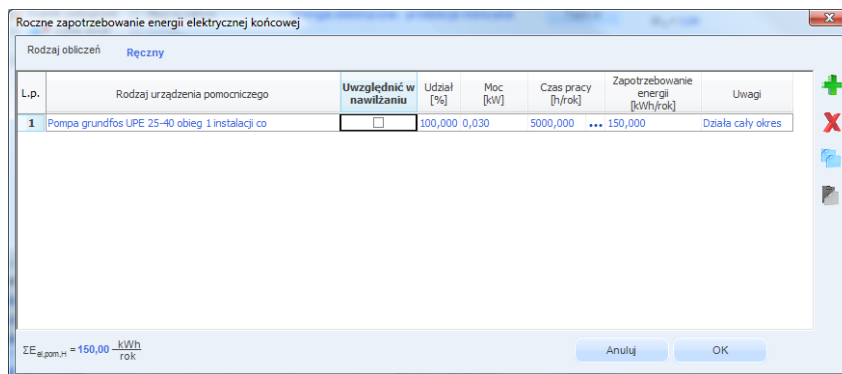 Roczne zapotrzebowanie energii elektrycznej końcowej
Rodzaj obliczeń Ręczny
L.p. Rodzaj urządzenia pomocniczego Uwzględnić w nawilżaniu Udział [%] Moc [kW] Czas pracy [h/rok] Zapotrzebowanie energii [kWh/rok] Uwagi
1 Pompa grundfos UPE 25-40 obieg 1 instalacji co 100,000 0,030 5000,000 ... 150,000 Działa cały okres
ΣEel,pom,H = 150,00 kWh/rok
Anuluj OK